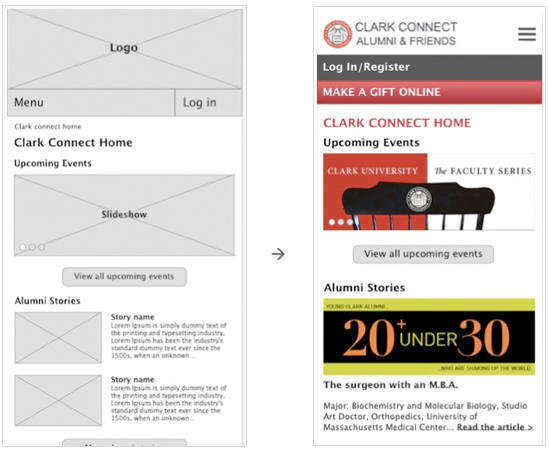 Logo
Menu
Log in
Clark connect home
Clark Connect Home
Upcoming Events
Slideshow
View all upcoming events
Alumni Stories
Story name
Lorem Ipsum is simply dummy text of
the printing and typesetting industry.
Lorem Ipsum has been the industry's
standard dummy text ever since the
1500s, when an unknown...
Story name
Lorem Ipsum is simply dummy text of
the printing and typesetting industry.
Lorem Ipsum has been the industry's
standard dummy text ever since the
1500s, when an unknown...
CLARK CONNECT
ALUMNI & FRIENDS
Log In/Register
MAKE A GIFT ONLINE
CLARK CONNECT HOME
Upcoming Events
CLARK UNIVERSITY The FACULTY SERIES
View all upcoming events
Alumni Stories
YOUNG CLARK ALUMNI...
20+ UNDER 30
...WHO ARE SHAKING UP THE WORLD.
The surgeon with an M.B.A.
Major: Biochemistry and Molecular Biology, Studio
Art Doctor, Orthopedics, University of
Massachusetts Medical Center... Read the article >